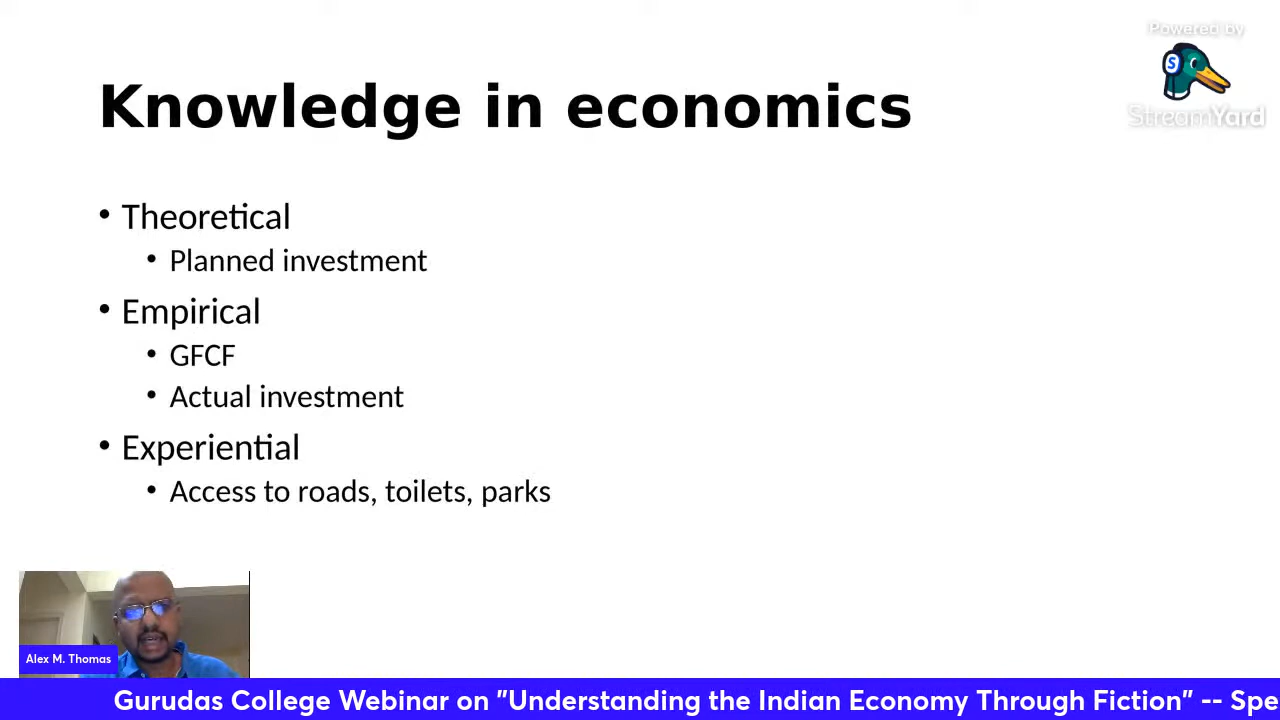 Powered by
S
StreamYard
Knowledge in economics
• Theoretical
• Planned investment
• Empirical
• GFCF
• Actual investment
• Experiential
• Access to roads, toilets, parks
Alex M. Thomas
Gurudas College Webinar on "Understanding the Indian Economy Through Fiction" -- Spe